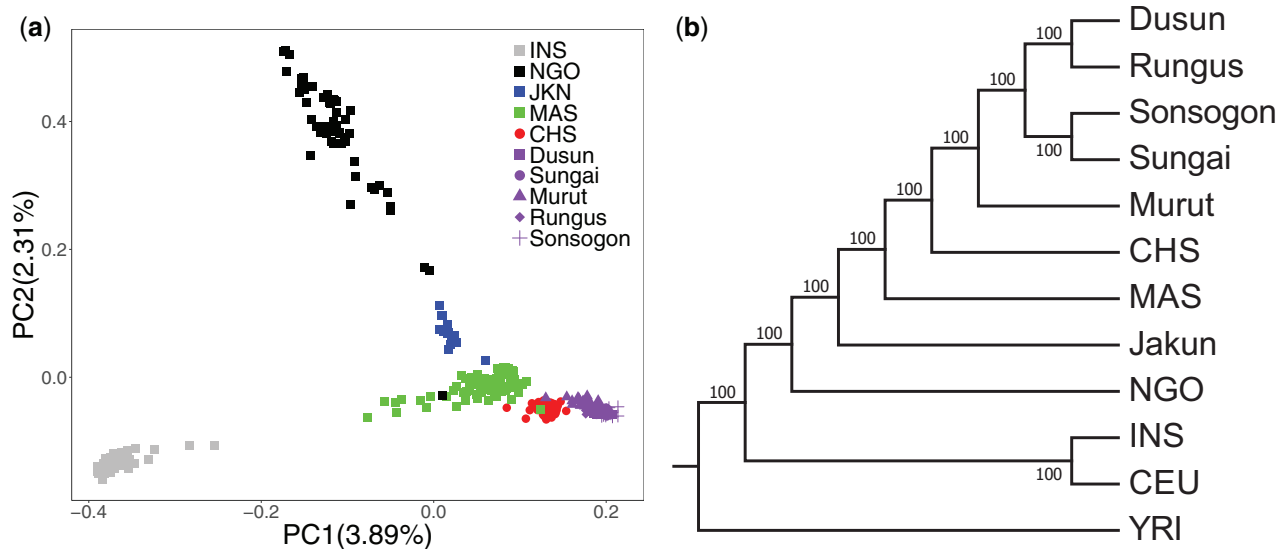 (a)
INS
NGO
JKN
MAS
CHS
Dusun
Sungai
Murut
Rungus
Sonsogon
PC2(2.31%)
0.4
0.2
0.0
−0.4
−0.2
0.0
0.2
PC1(3.89%)
(b)
100
100
100
100
100
100
100
100
100
100
100
Dusun
Rungus
Sonsogon
Sungai
Murut
CHS
MAS
Jakun
NGO
INS
CEU
YRI